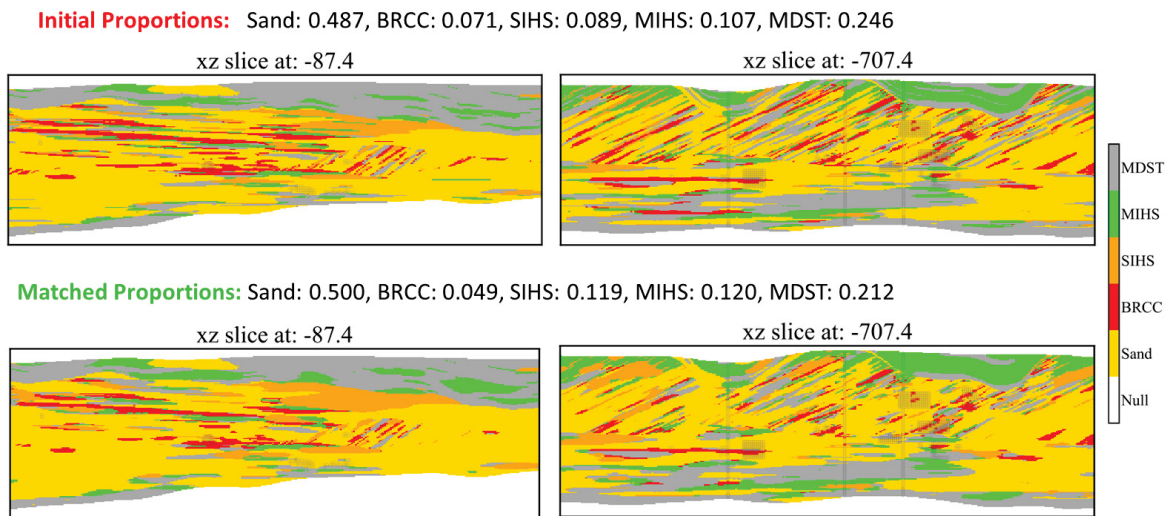 Initial Proportions: Sand: 0.487, BRCC: 0.071, SIHS: 0.089, MIHS: 0.107, MDST: 0.246
xz slice at: -87.4
xz slice at: -707.4
MDST
MIHS
SIHS
BRCC
Sand
Null
Matched Proportions: Sand: 0.500, BRCC: 0.049, SIHS: 0.119, MIHS: 0.120, MDST: 0.212
xz slice at: -87.4
xz slice at: -707.4